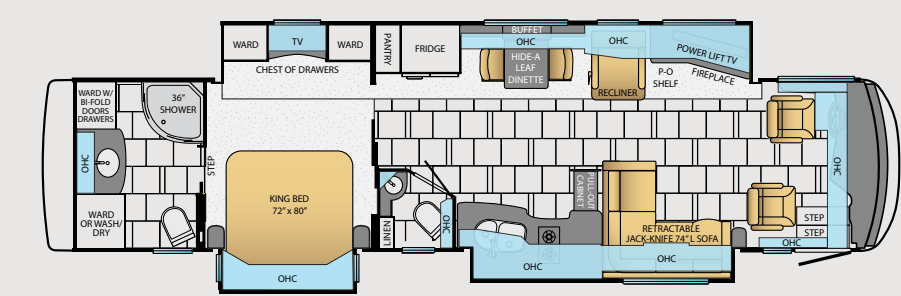 WARD
TV
WARD
CHEST OF DRAWERS
PANTRY
FRIDGE
BUFFET
OHC
HIDE-A
LEAF
DINETTE
OHC
RECLINER
POWER LIFT TV
FIREPLACE
P-O
SHELF
WARD W/
BI-FOLD
DOORS
DRAWERS
36"
SHOWER
OHC
STEP
WARD
OR WASH/
DRY
KING BED
72" x 80"
OHC
LINEN
OHC
PULL-OUT
CABINET
OHC
RETRACTABLE
JACK-KNIFE 74" L SOFA
OHC
OHC
STEP
STEP
OHC